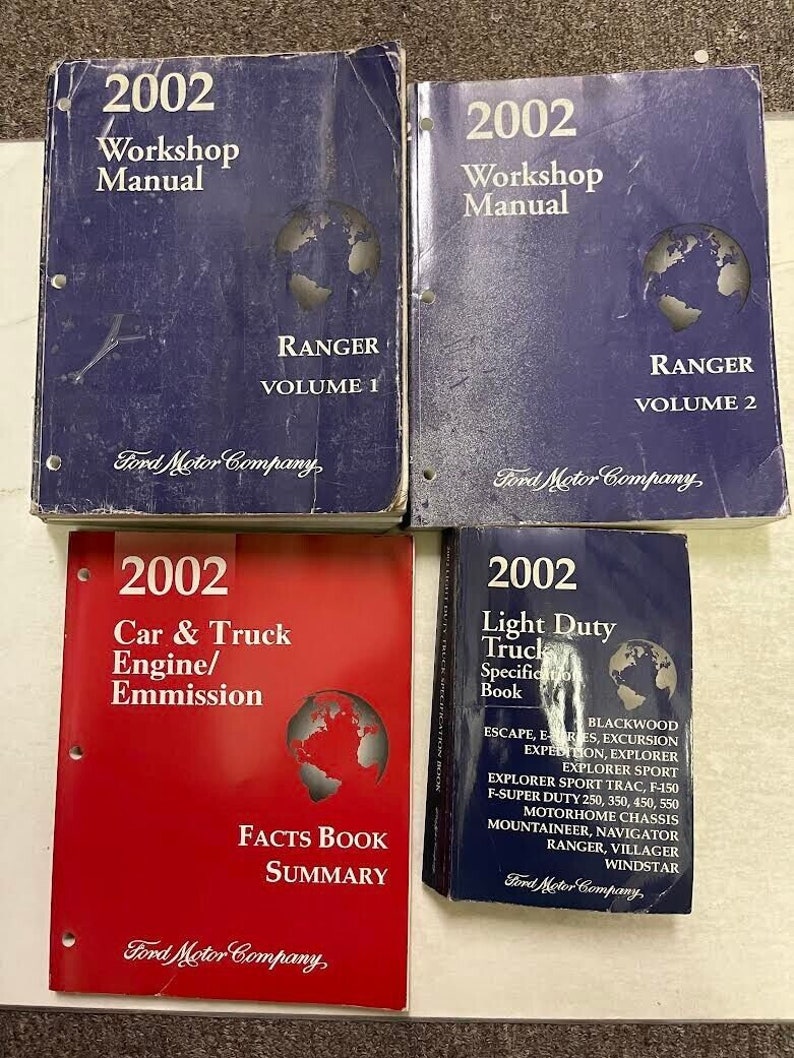 2002
Workshop
Manual
RANGER
VOLUME 1
Ford Motor Company
2002
Workshop
Manual
RANGER
VOLUME 2
Ford Motor Company
2002
Car & Truck
Engine/
Emmission
FACTS BOOK
SUMMARY
Ford Motor Company
2002 LIGHT DUTY TRUCK SPECIFICATION BOOK
2002
Light Duty
Truck
Specification
Book
BLACKWOOD
ESCAPE, E-SERIES, EXCURSION
EXPEDITION, EXPLORER
EXPLORER SPORT
EXPLORER SPORT TRAC, F-150
F-SUPER DUTY 250, 350, 450, 550
MOTORHOME CHASSIS
MOUNTAINEER, NAVIGATOR
RANGER, VILLAGER
WINDSTAR
Ford Motor Company